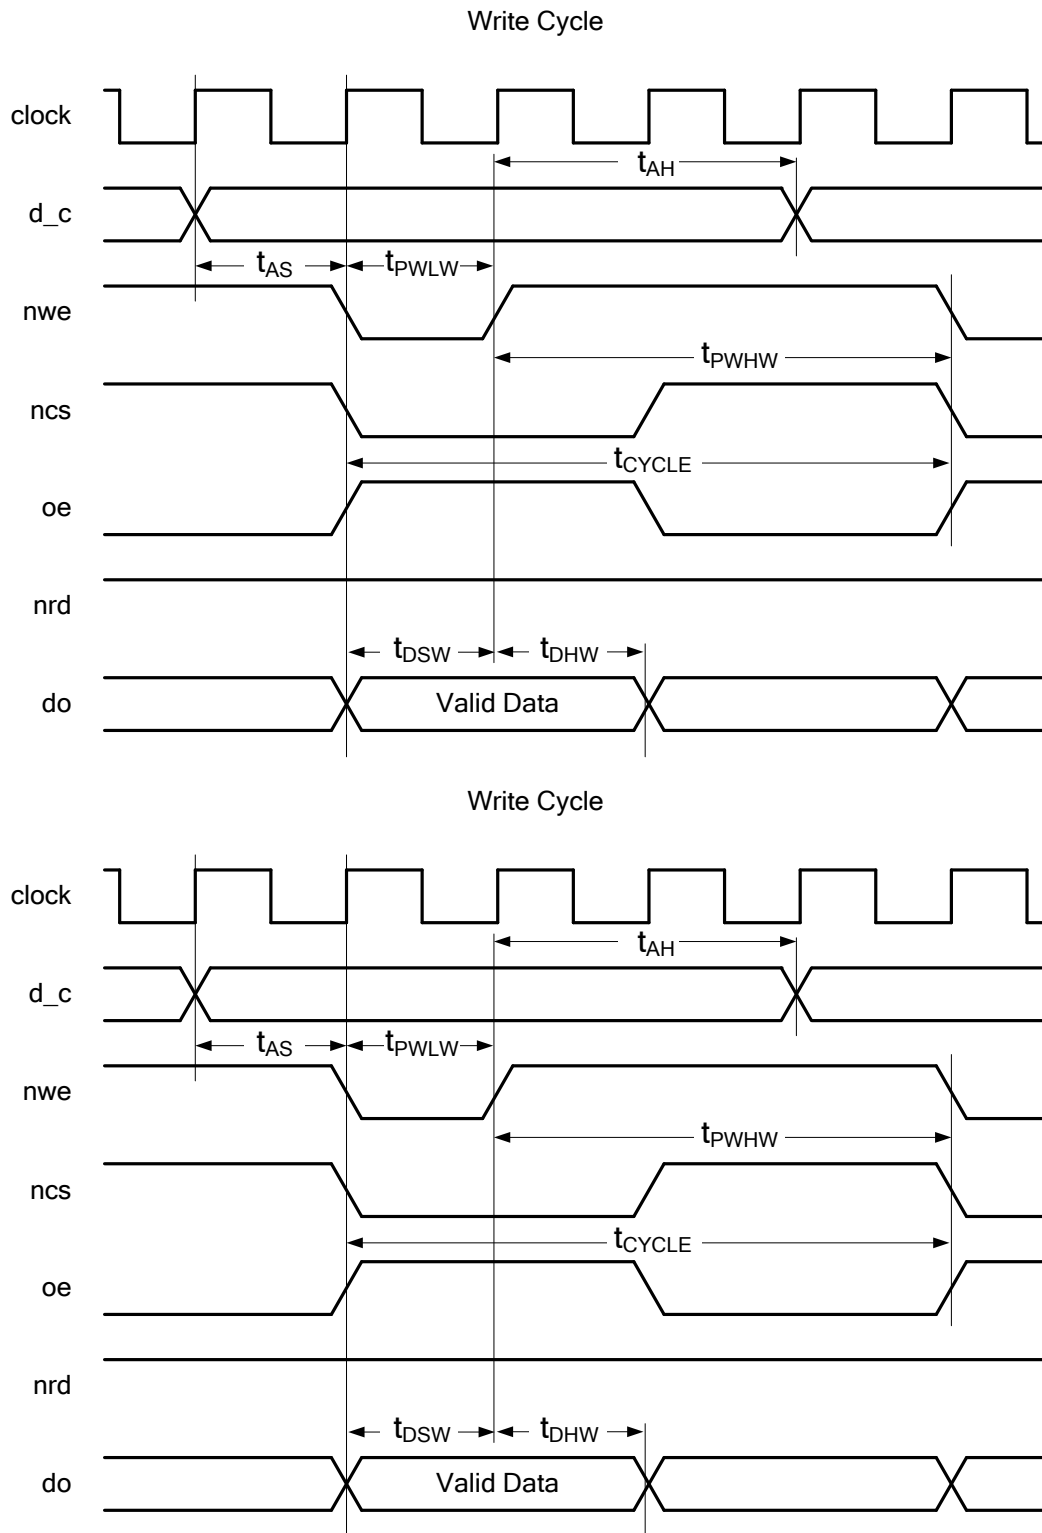 Write Cycle
clock
tAH
d_c
tAS tPWLW
nwe
tPWHW
ncs
tCYCLE
oe
nrd
tDSW tDHW
do Valid Data
Write Cycle
clock
tAH
d_c
tAS tPWLW
nwe
tPWHW
ncs
tCYCLE
oe
nrd
tDSW tDHW
do Valid Data